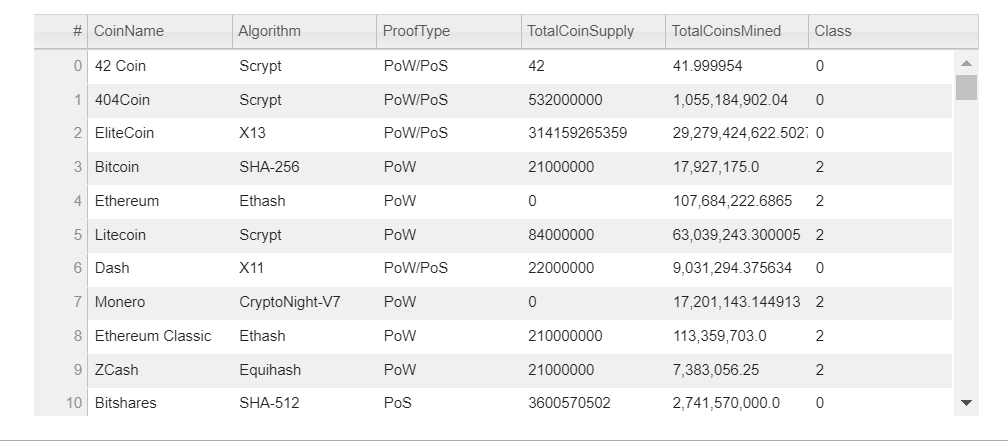 # CoinName Algorithm ProofType TotalCoinSupply TotalCoinsMined Class
0 42 Coin Scrypt PoW/PoS 42 41.999954 0
1 404Coin Scrypt PoW/PoS 532000000 1,055,184,902.04 0
2 EliteCoin X13 PoW/PoS 314159265359 29,279,424,622.5027 0
3 Bitcoin SHA-256 PoW 21000000 17,927,175.0 2
4 Ethereum Ethash PoW 0 107,684,222.6865 2
5 Litecoin Scrypt PoW 84000000 63,039,243.300005 2
6 Dash X11 PoW/PoS 22000000 9,031,294.375634 0
7 Monero CryptoNight-V7 PoW 0 17,201,143.144913 2
8 Ethereum Classic Ethash PoW 210000000 113,359,703.0 2
9 ZCash Equihash PoW 21000000 7,383,056.25 2
10 Bitshares SHA-512 PoS 3600570502 2,741,570,000.0 0